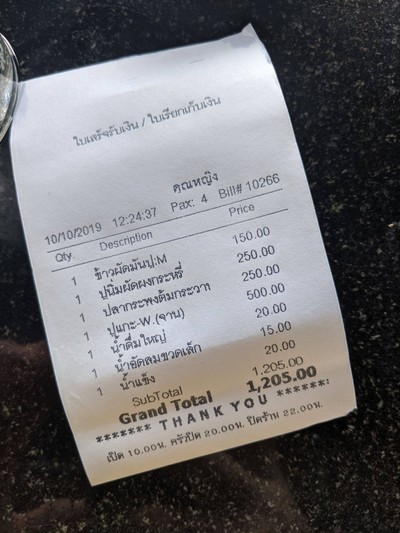 ใบเสร็จรับเงิน / ใบเรียกเก็บเงิน
คุณหญิง
10/10/2019 12:24:37 Pax: 4 Bill# 10266
Qty Description Price
1 ข้าวผัดมันปู:M 150.00
1 ปูนิ่มผัดผงกระหรี่ 250.00
1 ปลากระพงต้มกระวาท 250.00
1 ปูแกะ-W.(จาน) 500.00
1 น้ำดื่มใหญ่ 20.00
1 น้ำอัดลมขวดเล็ก 15.00
1 น้ำแข็ง 20.00
SubTotal 1,205.00
Grand Total 1,205.00
******* THANK YOU ******:
เปิด 10.00น. ครัวปิด 20.00น. ปิดร้าน 22.00น.